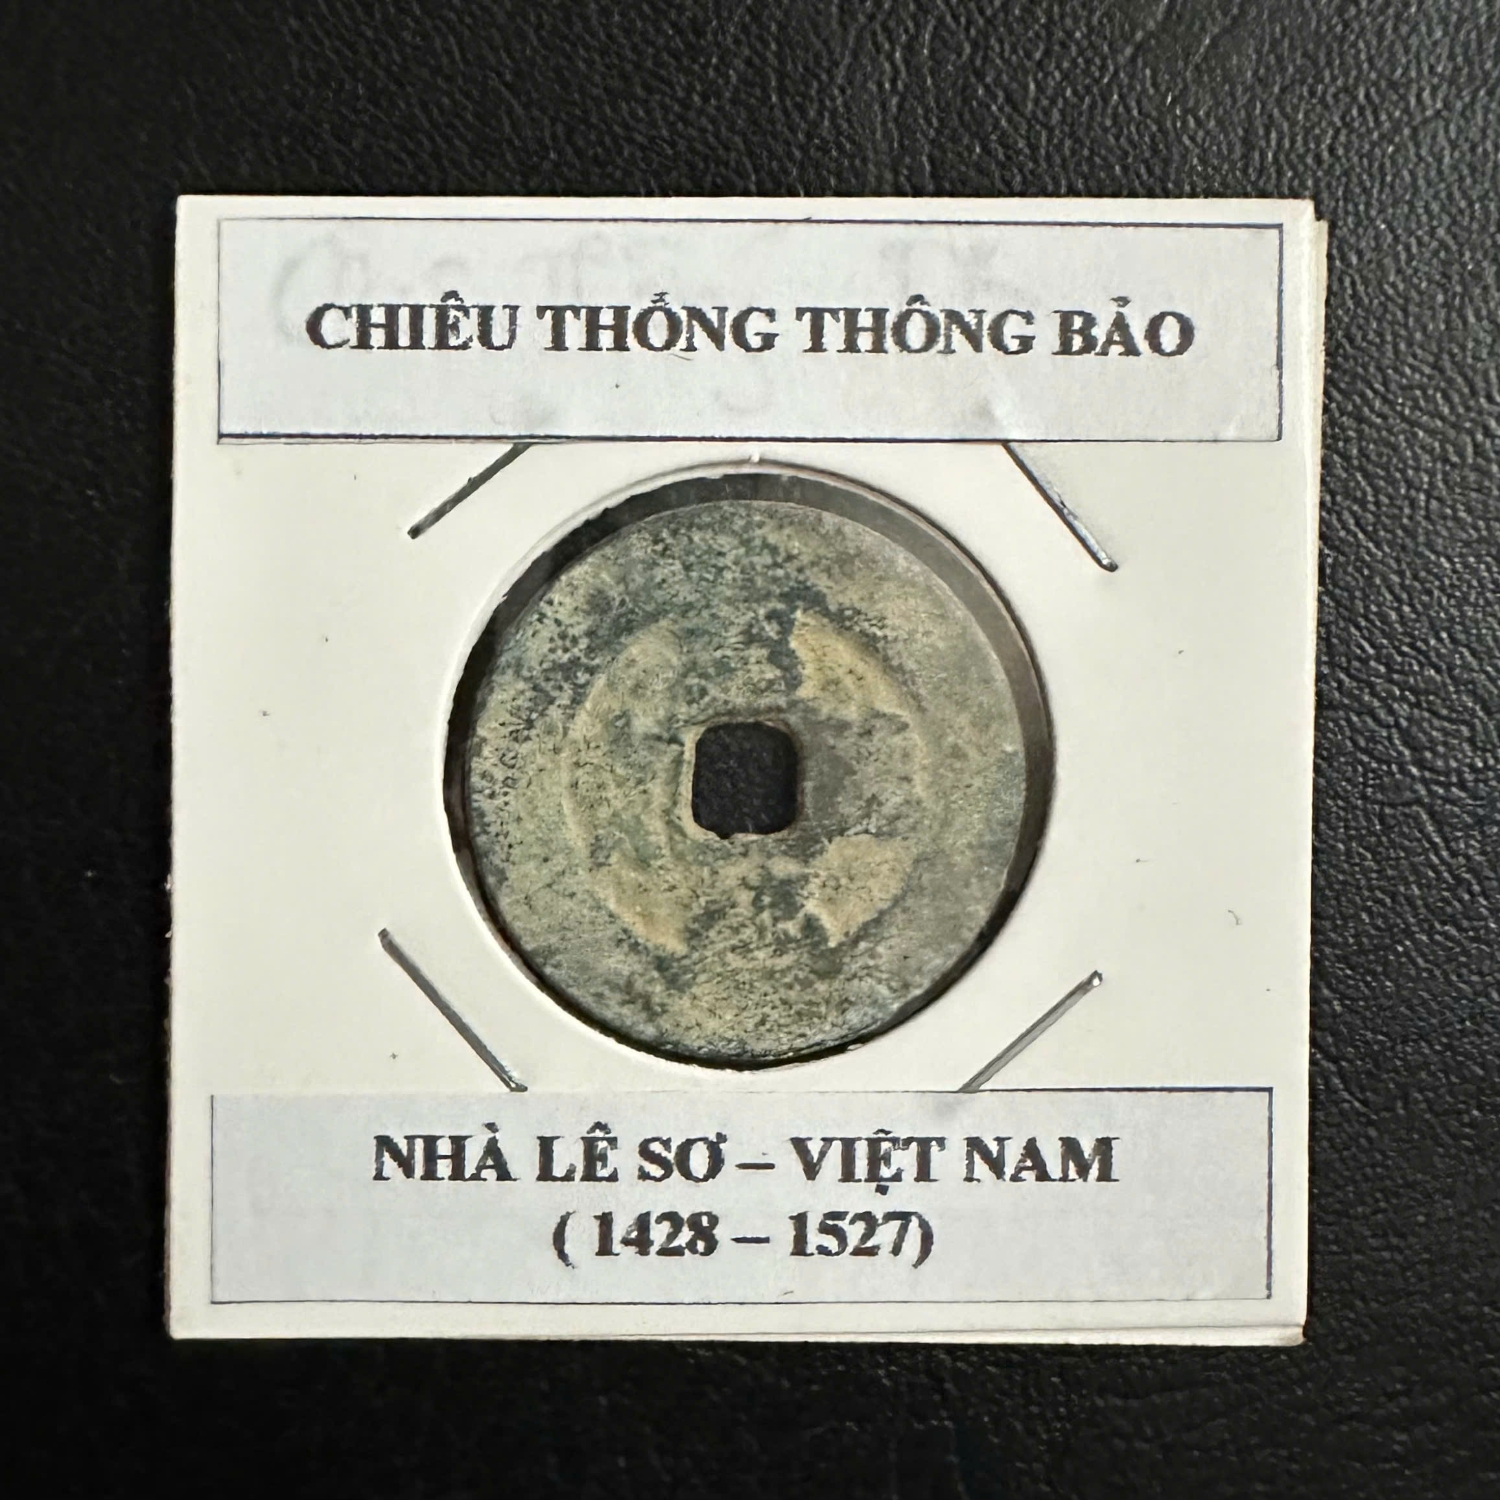 CHIÊU THỐNG THÔNG BẢO
NHÀ LÊ SƠ – VIỆT NAM
( 1428 – 1527)